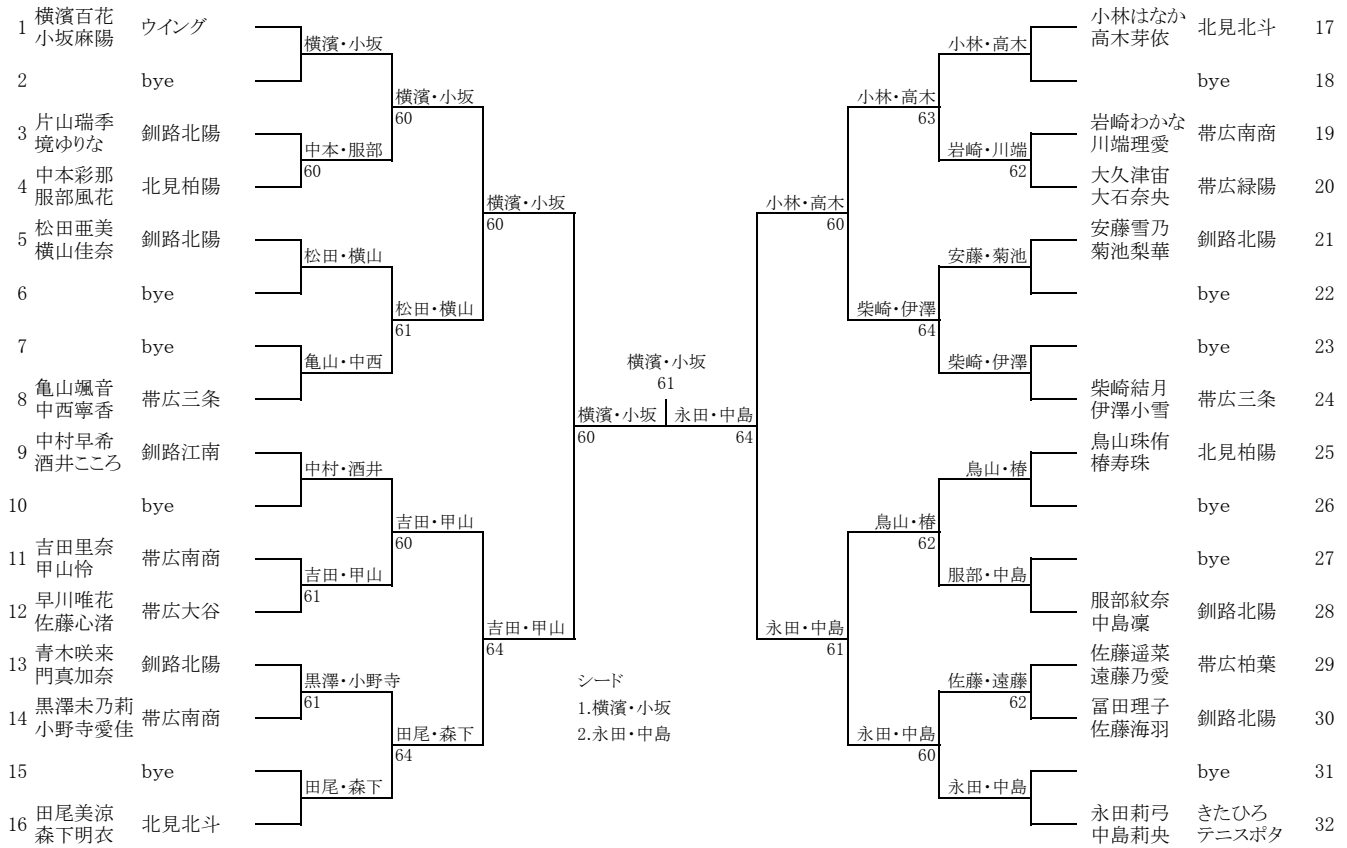 1 横濱百花 ウイング
小坂麻陽
2 bye
3 片山瑞季 釧路北陽
境ゆりな
4 中本彩那 北見柏陽
服部風花
5 松田亜美 釧路北陽
横山佳奈
6 bye
7 bye
8 亀山颯音 帯広三条
中西寧香
9 中村早希 釧路江南
酒井こころ
10 bye
11 吉田里奈 帯広南商
甲山怜
12 早川唯花 帯広大谷
佐藤心渚
13 青木咲来 釧路北陽
門真加奈
14 黒澤未乃莉 帯広南商
小野寺愛佳
15 bye
16 田尾美涼 北見北斗
森下明衣
横濱・小坂
中本・服部
60
松田・横山
亀山・中西
中村・酒井
吉田・甲山
61
黒澤・小野寺
61
田尾・森下
横濱・小坂
60
松田・横山
61
吉田・甲山
60
田尾・森下
64
横濱・小坂
60
吉田・甲山
64
横濱・小坂
60
横濱・小坂
61
永田・中島
64
シード
1.横濱・小坂
2.永田・中島
小林・高木
60
永田・中島
61
小林・高木
63
柴崎・伊澤
64
鳥山・椿
62
永田・中島
60
小林・高木
岩崎・川端
62
安藤・菊池
柴崎・伊澤
鳥山・椿
服部・中島
佐藤・遠藤
62
永田・中島
小林はなか 北見北斗 17
高木芽依
bye 18
岩崎わかな 帯広南商 19
川端理愛
大久津宙 帯広緑陽 20
大石奈央
安藤雪乃 釧路北陽 21
菊池梨華
bye 22
bye 23
柴崎結月 帯広三条 24
伊澤小雪
鳥山珠侑 北見柏陽 25
椿寿珠
bye 26
bye 27
服部紋奈 釧路北陽 28
中島凜
佐藤遥菜 帯広柏葉 29
遠藤乃愛
冨田理子 釧路北陽 30
佐藤海羽
bye 31
永田莉弓 きたひろ 32
中島莉央 テニスポタ